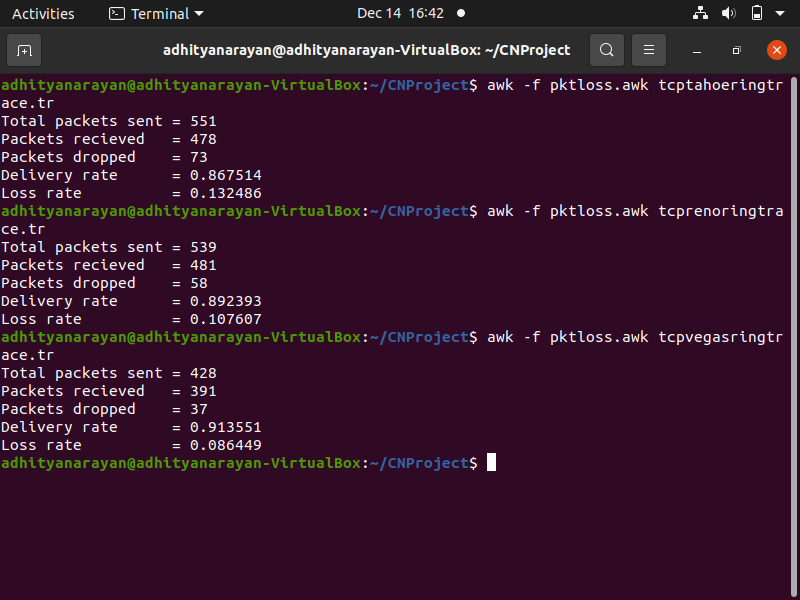 Activities Terminal Dec 14 16:42
adhityanarayan@adhityanarayan-VirtualBox: ~/CNProject
adhityanarayan@adhityanarayan-VirtualBox:~/CNProject$ awk -f pktloss.awk tcptahoeringtr
ace.tr
Total packets sent = 551
Packets recieved   = 478
Packets dropped    = 73
Delivery rate      = 0.867514
Loss rate          = 0.132486
adhityanarayan@adhityanarayan-VirtualBox:~/CNProject$ awk -f pktloss.awk tcprenoringtra
ce.tr
Total packets sent = 539
Packets recieved   = 481
Packets dropped    = 58
Delivery rate      = 0.892393
Loss rate          = 0.107607
adhityanarayan@adhityanarayan-VirtualBox:~/CNProject$ awk -f pktloss.awk tcpvegasringtr
ace.tr
Total packets sent = 428
Packets recieved   = 391
Packets dropped    = 37
Delivery rate      = 0.913551
Loss rate          = 0.086449
adhityanarayan@adhityanarayan-VirtualBox:~/CNProject$